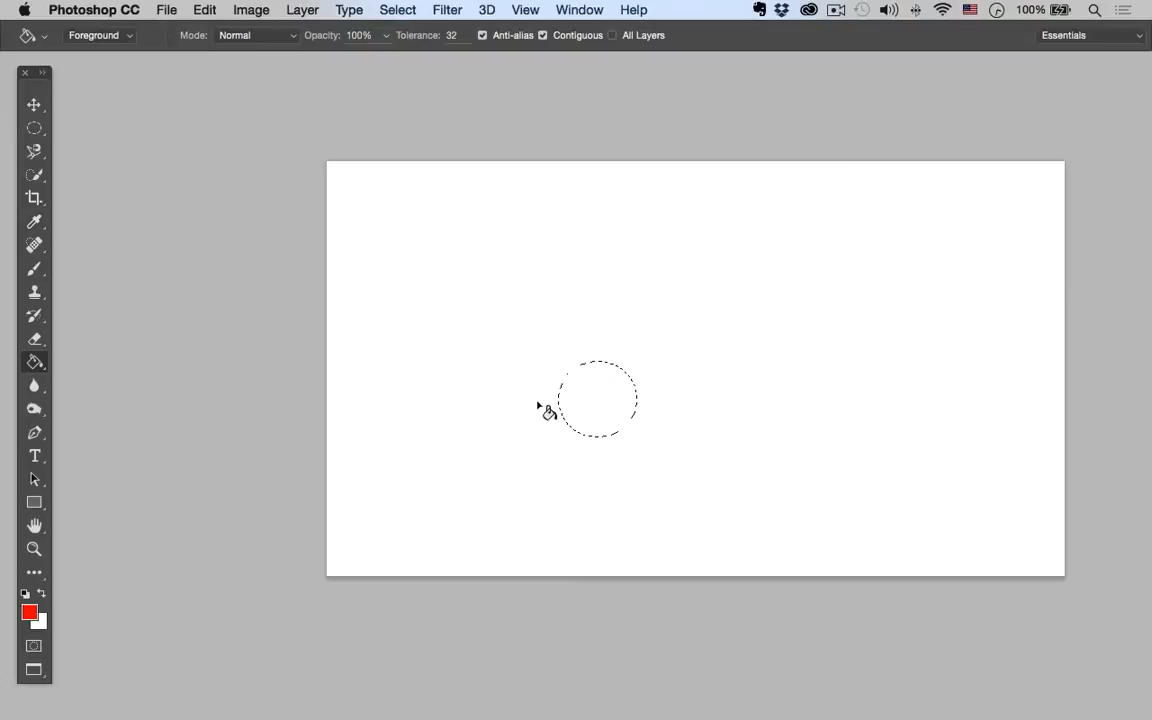 Photoshop CC File Edit Image Layer Type Select Filter 3D View Window Help 100%
Foreground Mode: Normal Opacity: 100% Tolerance: 32 Anti-alias Contiguous All Layers Essentials
T